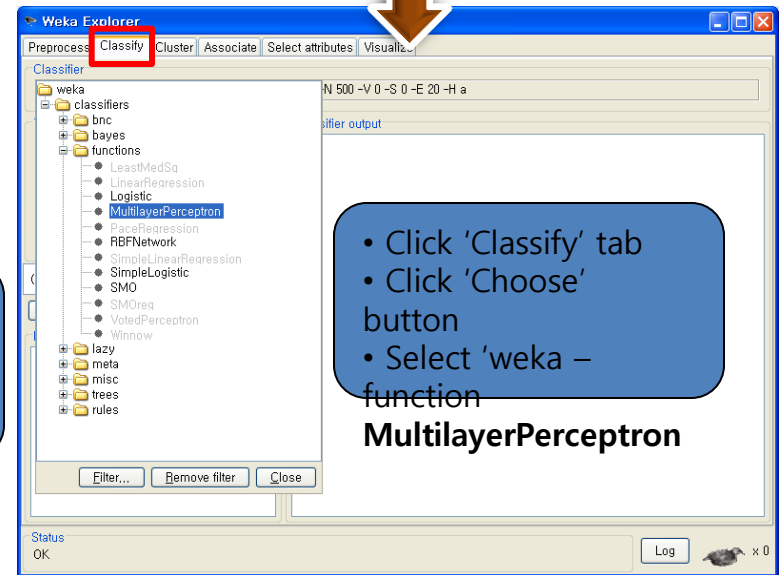 Weka Explorer
Preprocess Classify Cluster Associate Select attributes Visualize
Classifier
-N 500 -V 0 -S 0 -E 20 -H a
weka
classifiers
bnc
bayes
functions
LeastMedSq
LinearRegression
Logistic
MultilayerPerceptron
PaceRegression
RBFNetwork
SimpleLinearRegression
SimpleLogistic
SMO
SMOreg
VotedPerceptron
Winnow
lazy
meta
misc
trees
rules
Filter... Remove filter Close
output
• Click ‘Classify’ tab
• Click ‘Choose’
button
• Select ‘weka –
function
MultilayerPerceptron
Status
OK
Log x 0